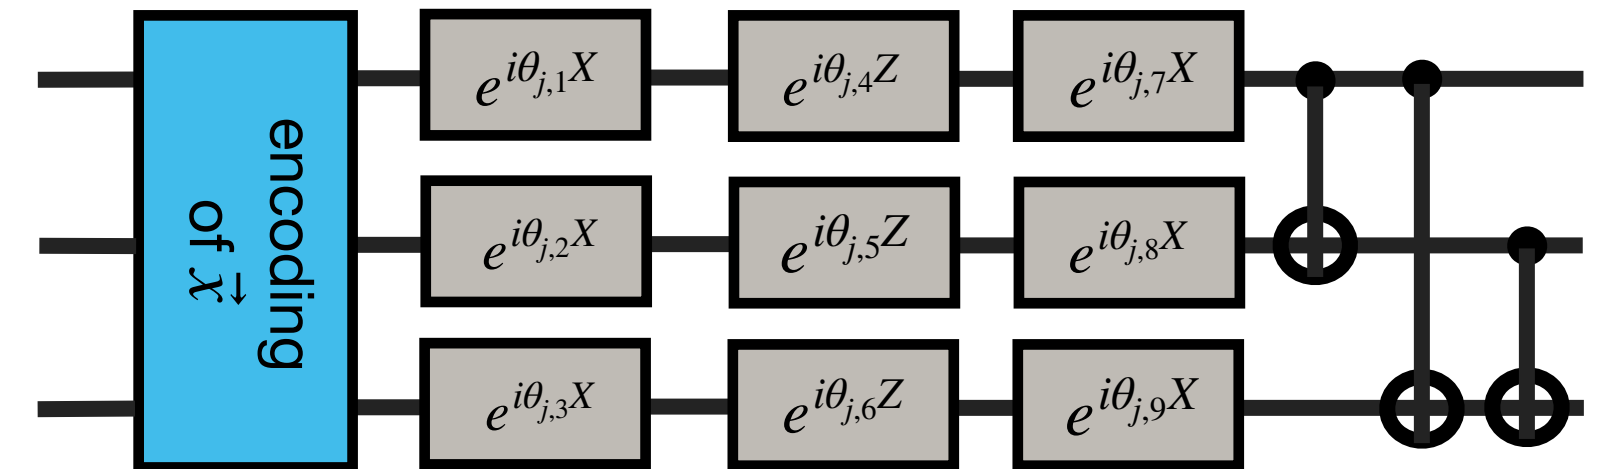 encoding
of x⃗
e^{iθ_{j,1}X}
e^{iθ_{j,4}Z}
e^{iθ_{j,7}X}
e^{iθ_{j,2}X}
e^{iθ_{j,5}Z}
e^{iθ_{j,8}X}
e^{iθ_{j,3}X}
e^{iθ_{j,6}Z}
e^{iθ_{j,9}X}